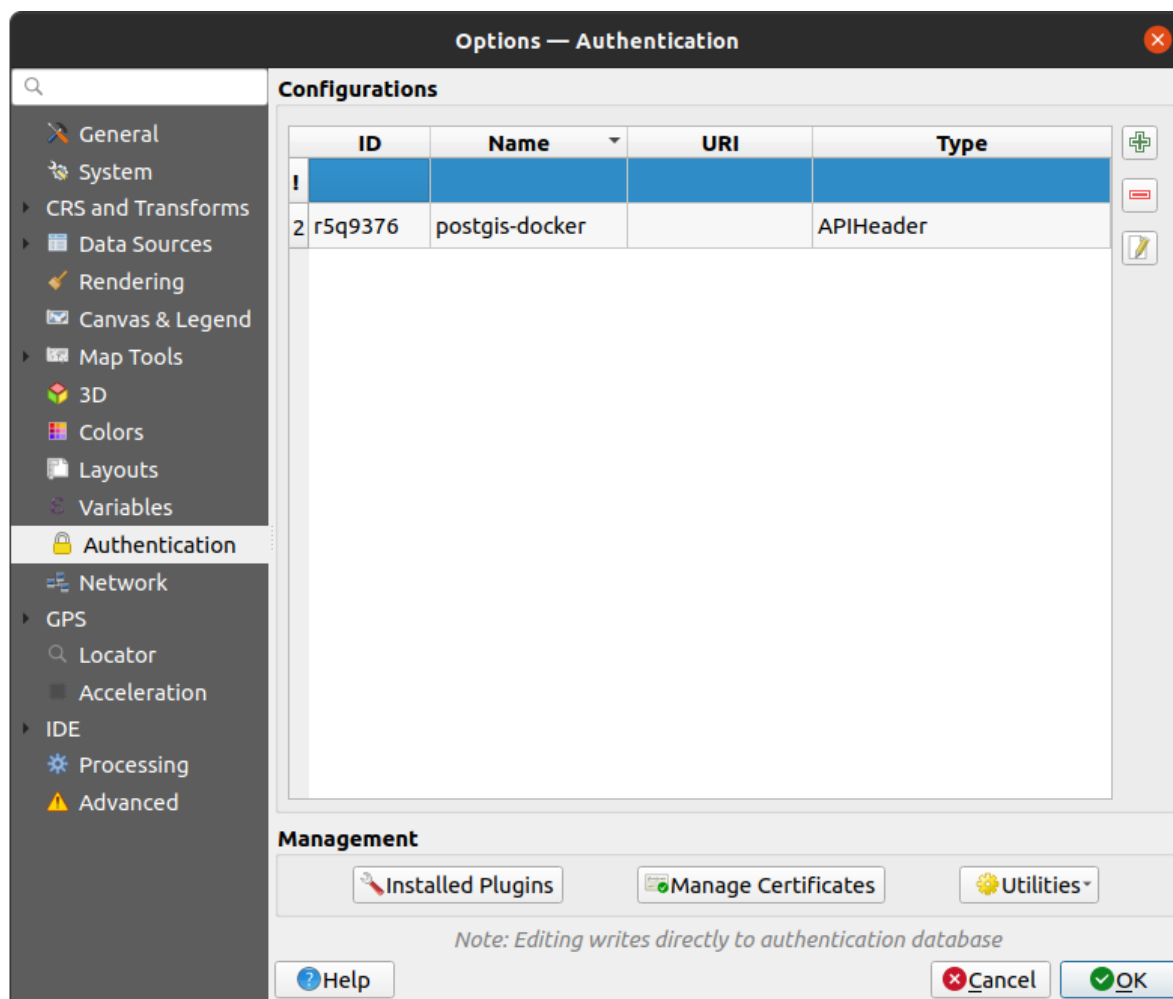 Options — Authentication
Configurations
General
System
CRS and Transforms
Data Sources
Rendering
Canvas & Legend
Map Tools
3D
Colors
Layouts
Variables
Authentication
Network
GPS
Locator
Acceleration
IDE
Processing
Advanced
ID Name URI Type
!
2 r5q9376 postgis-docker APIHeader
Management
Installed Plugins Manage Certificates Utilities
Note: Editing writes directly to authentication database
Help Cancel OK